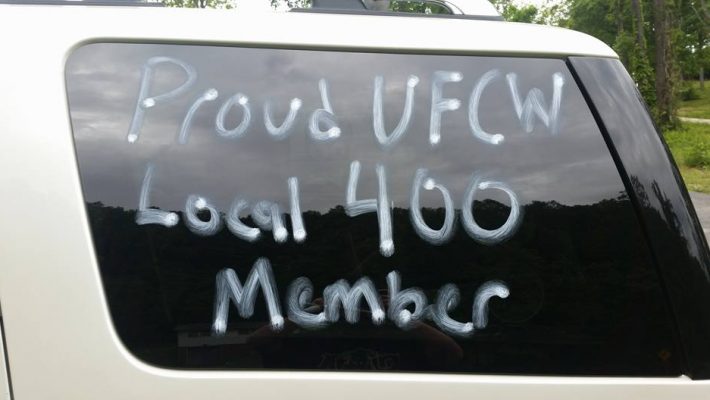 Proud UFCW
Local 400
Member